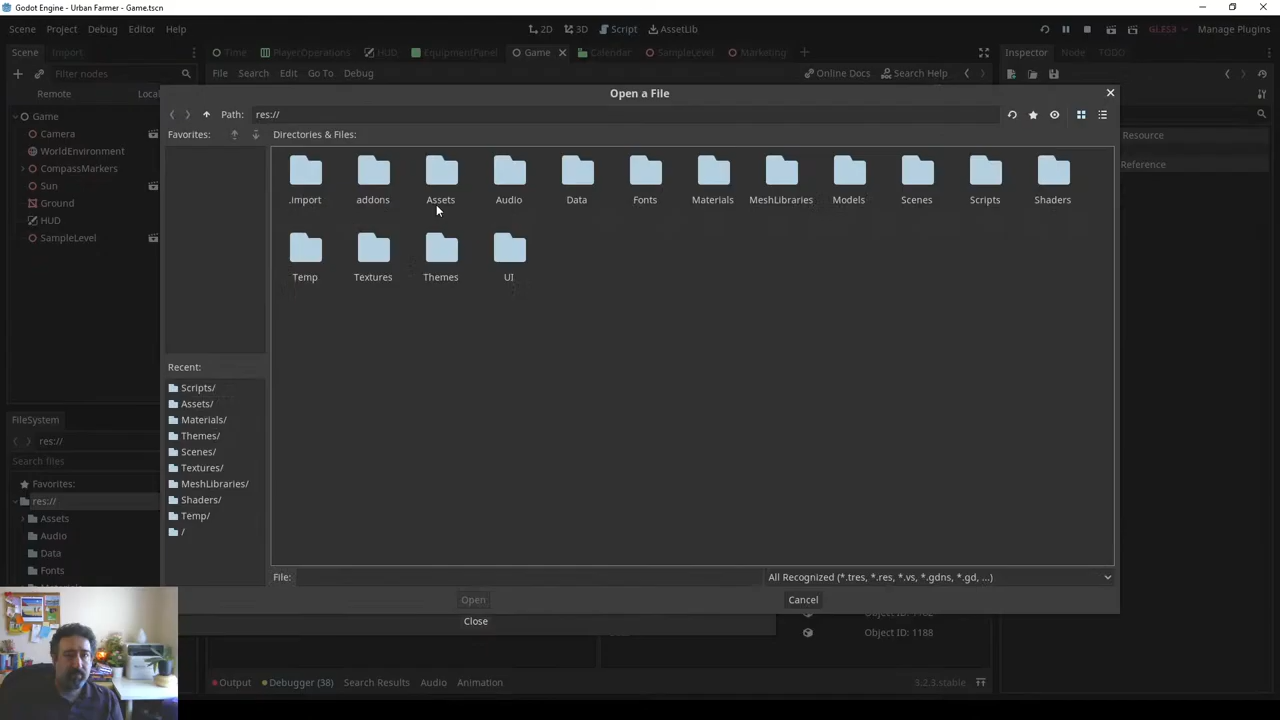 Godot Engine - Urban Farmer - Game.tscn
Scene Project Debug Editor Help
2D 3D Script AssetLib
GLES3 Manage Plugins
Scene Import
Time PlayerOperations HUD EquipmentPanel Game Calendar SampleLevel Marketing
Inspector Node TODO
Filter nodes
File Search Edit Go To Debug
Online Docs Search Help
Remote Local
Open a File
Game
Path: res://
Camera
Favorites: Directories & Files:
Resource
WorldEnvironment
Reference
CompassMarkers
Sun
.import addons Assets Audio Data Fonts Materials MeshLibraries Models Scenes Scripts Shaders
Ground
HUD
SampleLevel
Temp Textures Themes UI
Recent:
Scripts/
Assets/
Materials/
FileSystem
Themes/
res://
Scenes/
Search files
Textures/
Favorites:
MeshLibraries/
res://
Shaders/
Assets
Temp/
Audio
/
Data
Fonts
File: All Recognized (*.tres, *.res, *.vs, *.gdns, *.gd, ...)
Open Cancel
Close
Object ID: 1188
Output Debugger (38) Search Results Audio Animation
3.2.3.stable